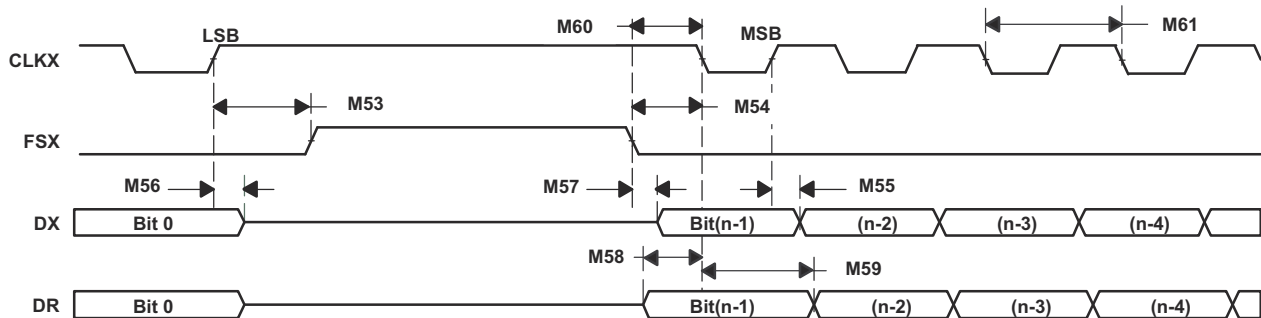 LSB M60 MSB M61
CLKX
M53 M54
FSX
M56 M57 M55
DX Bit 0 Bit(n-1) (n-2) (n-3) (n-4)
M58 M59
DR Bit 0 Bit(n-1) (n-2) (n-3) (n-4)